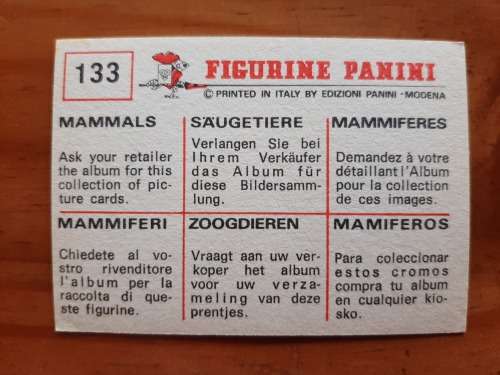 133
FIGURINE PANINI
© PRINTED IN ITALY BY EDIZIONI PANINI - MODENA
MAMMALS
Ask your retailer
the album for this
collection of pic-
ture cards.
SÄUGETIERE
Verlangen Sie bei
Ihrem Verkäufer
das Album für
diese Bildersamm-
lung.
MAMMIFERES
Demandez à votre
détaillant l'Album
pour la collection
de ces images.
MAMMIFERI
Chiedete al vo-
stro rivenditore
l'album per la
raccolta di que-
ste figurine.
ZOOGDIEREN
Vraagt aan uw ver-
koper het album
voor uw verza-
meling van deze
prentjes.
MAMIFEROS
Para coleccionar
estos cromos
compra tu album
en cualquier kio-
sko.